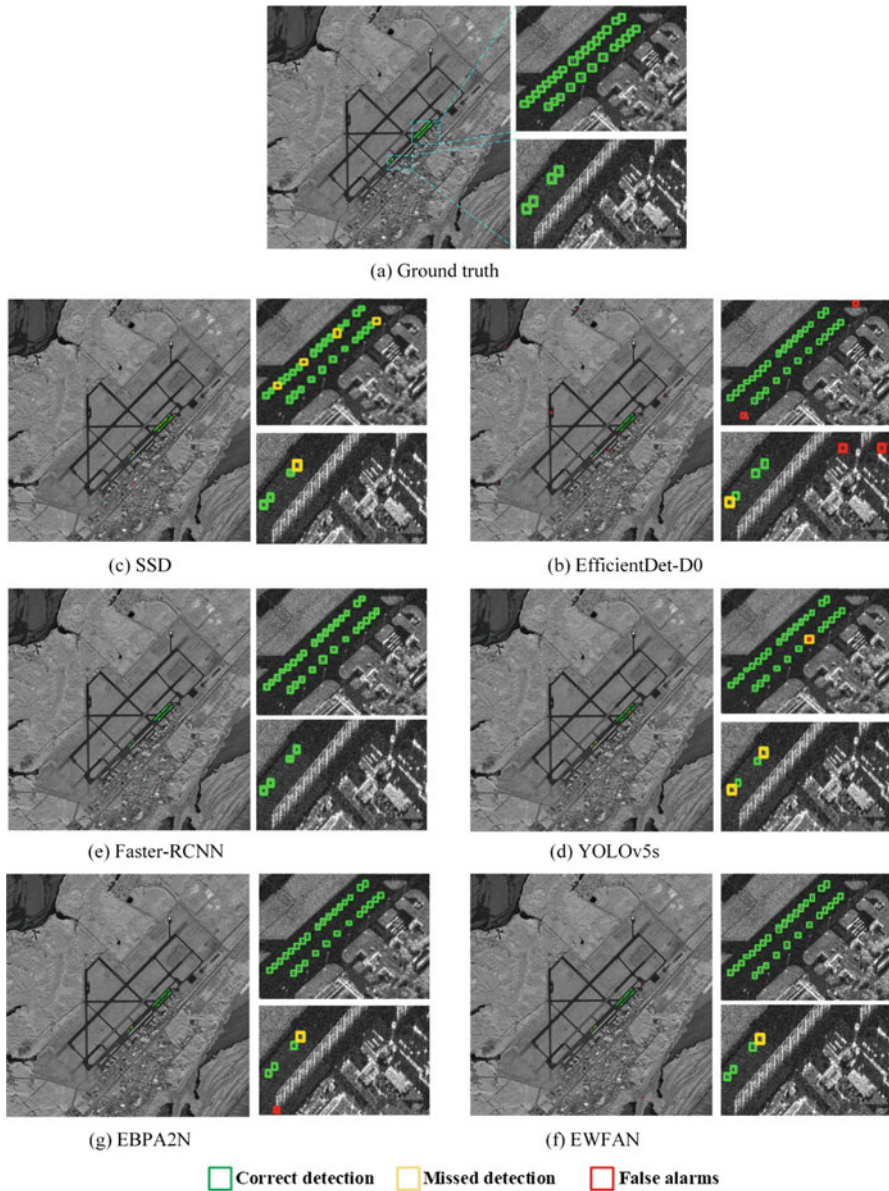 (a) Ground truth
(c) SSD
(b) EfficientDet-D0
(e) Faster-RCNN
(d) YOLOv5s
(g) EBPA2N
(f) EWFAN
Correct detection
Missed detection
False alarms